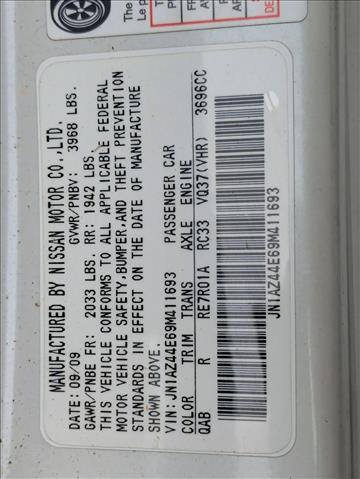 MANUFACTURED BY NISSAN MOTOR CO.,LTD.
DATE: 09/09 GVWR/PNBV: 3968 LBS.
GAWR/PNBE FR: 2033 LBS. RR: 1942 LBS.
THIS VEHICLE CONFORMS TO ALL APPLICABLE FEDERAL
MOTOR VEHICLE SAFETY,BUMPER,AND THEFT PREVENTION
STANDARDS IN EFFECT ON THE DATE OF MANUFACTURE
SHOWN ABOVE.
VIN: JN1AZ44E69M411693 PASSENGER CAR
COLOR TRIM TRANS AXLE ENGINE
QAB R RE7R01A RC33 VQ37(VHR) 3696CC
JN1AZ44E69M411693
The
Le p